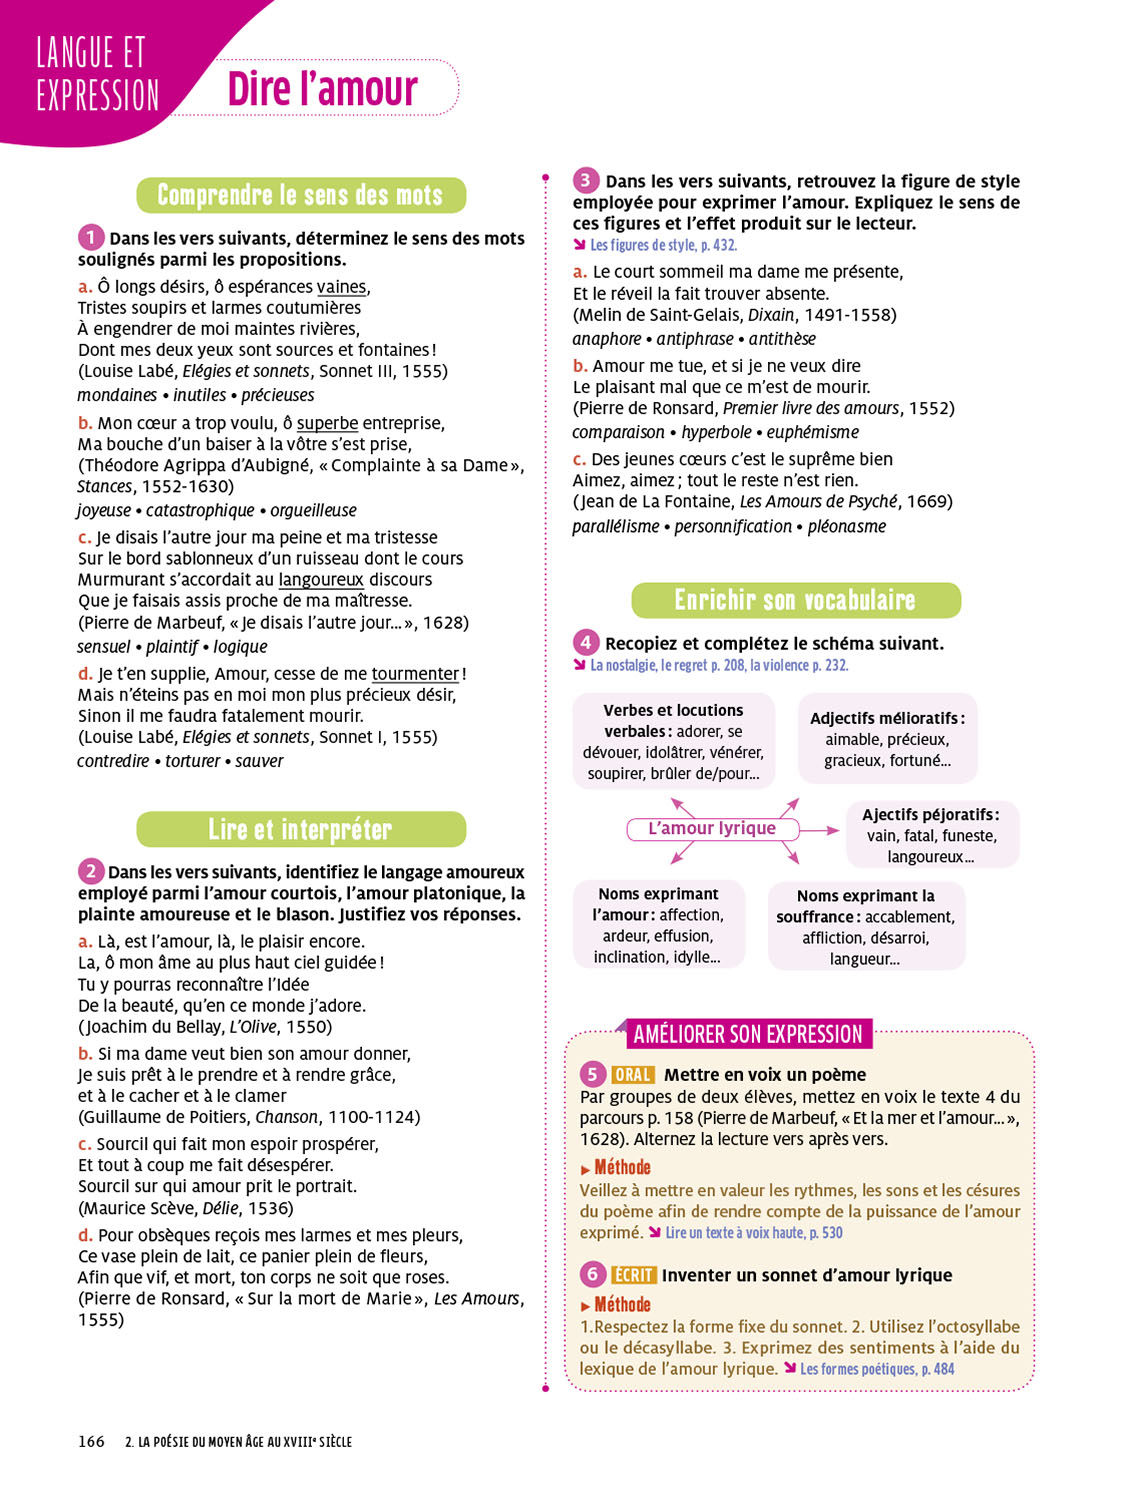 LANGUE ET
EXPRESSION
Dire l’amour
Comprendre le sens des mots
1 Dans les vers suivants, déterminez le sens des mots
soulignés parmi les propositions.
a. Ô longs désirs, ô espérances vaines,
Tristes soupirs et larmes coutumières
À engendrer de moi maintes rivières,
Dont mes deux yeux sont sources et fontaines !
(Louise Labé, Elégies et sonnets, Sonnet III, 1555)
mondaines • inutiles • précieuses
b. Mon cœur a trop voulu, ô superbe entreprise,
Ma bouche d’un baiser à la vôtre s’est prise,
(Théodore Agrippa d’Aubigné, « Complainte à sa Dame »,
Stances, 1552-1630)
joyeuse • catastrophique • orgueilleuse
c. Je disais l’autre jour ma peine et ma tristesse
Sur le bord sablonneux d’un ruisseau dont le cours
Murmurant s’accordait au langoureux discours
Que je faisais assis proche de ma maîtresse.
(Pierre de Marbeuf, « Je disais l’autre jour... », 1628)
sensuel • plaintif • logique
d. Je t’en supplie, Amour, cesse de me tourmenter !
Mais n’éteins pas en moi mon plus précieux désir,
Sinon il me faudra fatalement mourir.
(Louise Labé, Elégies et sonnets, Sonnet I, 1555)
contredire • torturer • sauver
Lire et interpréter
2 Dans les vers suivants, identifiez le langage amoureux
employé parmi l’amour courtois, l’amour platonique, la
plainte amoureuse et le blason. Justifiez vos réponses.
a. Là, est l’amour, là, le plaisir encore.
La, ô mon âme au plus haut ciel guidée !
Tu y pourras reconnaître l’Idée
De la beauté, qu’en ce monde j’adore.
(Joachim du Bellay, L’Olive, 1550)
b. Si ma dame veut bien son amour donner,
Je suis prêt à le prendre et à rendre grâce,
et à le cacher et à le clamer
(Guillaume de Poitiers, Chanson, 1100-1124)
c. Sourcil qui fait mon espoir prospérer,
Et tout à coup me fait désespérer.
Sourcil sur qui amour prit le portrait.
(Maurice Scève, Délie, 1536)
d. Pour obsèques reçois mes larmes et mes pleurs,
Ce vase plein de lait, ce panier plein de fleurs,
Afin que vif, et mort, ton corps ne soit que roses.
(Pierre de Ronsard, « Sur la mort de Marie », Les Amours,
1555)
3 Dans les vers suivants, retrouvez la figure de style
employée pour exprimer l’amour. Expliquez le sens de
ces figures et l’effet produit sur le lecteur.
↘ Les figures de style, p. 432.
a. Le court sommeil ma dame me présente,
Et le réveil la fait trouver absente.
(Melin de Saint-Gelais, Dixain, 1491-1558)
anaphore • antiphrase • antithèse
b. Amour me tue, et si je ne veux dire
Le plaisant mal que ce m’est de mourir.
(Pierre de Ronsard, Premier livre des amours, 1552)
comparaison • hyperbole • euphémisme
c. Des jeunes cœurs c’est le suprême bien
Aimez, aimez ; tout le reste n’est rien.
(Jean de La Fontaine, Les Amours de Psyché, 1669)
parallélisme • personnification • pléonasme
Enrichir son vocabulaire
4 Recopiez et complétez le schéma suivant.
↘ La nostalgie, le regret p. 208, la violence p. 232.
Verbes et locutions
verbales : adorer, se
dévouer, idolâtrer, vénérer,
soupirer, brûler de/pour...
Adjectifs mélioratifs :
aimable, précieux,
gracieux, fortuné...
L’amour lyrique
Ajectifs péjoratifs :
vain, fatal, funeste,
langoureux...
Noms exprimant
l’amour : affection,
ardeur, effusion,
inclination, idylle...
Noms exprimant la
souffrance : accablement,
affliction, désarroi,
langueur...
AMÉLIORER SON EXPRESSION
5 ORAL Mettre en voix un poème
Par groupes de deux élèves, mettez en voix le texte 4 du
parcours p. 158 (Pierre de Marbeuf, « Et la mer et l’amour... »,
1628). Alternez la lecture vers après vers.
▶ Méthode
Veillez à mettre en valeur les rythmes, les sons et les césures
du poème afin de rendre compte de la puissance de l’amour
exprimé. ↘ Lire un texte à voix haute, p. 530
6 ÉCRIT Inventer un sonnet d’amour lyrique
▶ Méthode
1.Respectez la forme fixe du sonnet. 2. Utilisez l’octosyllabe
ou le décasyllabe. 3. Exprimez des sentiments à l’aide du
lexique de l’amour lyrique. ↘ Les formes poétiques, p. 484
166 2. LA POÉSIE DU MOYEN ÂGE AU XVIIIe SIÈCLE